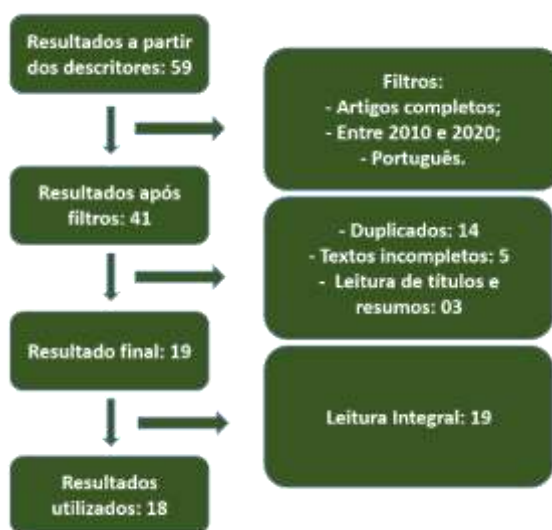 Resultados a partir
dos descritores: 59
Filtros:
- Artigos completos;
- Entre 2010 e 2020;
- Português.
Resultados após
filtros: 41
- Duplicados: 14
- Textos incompletos: 5
- Leitura de títulos e
resumos: 03
Resultado final: 19
Leitura Integral: 19
Resultados
utilizados: 18